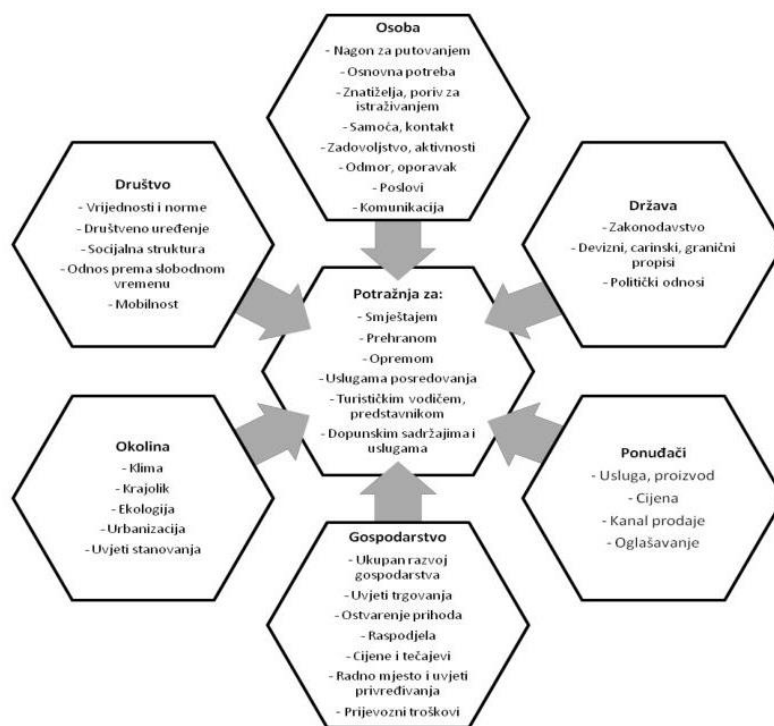 Osoba
- Nagon za putovanjem
- Osnovna potreba
- Znatiželja, poriv za
istraživanjem
- Samoća, kontakt
- Zadovoljstvo, aktivnosti
- Odmor, oporavak
- Poslovi
- Komunikacija
Društvo
- Vrijednosti i norme
- Društveno uređenje
- Socijalna struktura
- Odnos prema slobodnom
vremenu
- Mobilnost
Država
- Zakonodavstvo
- Devizni, carinski, granični
propisi
- Politički odnosi
Potražnja za:
- Smještajem
- Prehranom
- Opremom
- Uslugama posredovanja
- Turističkim vodičem,
predstavnikom
- Dopunskim sadržajima i
uslugama
Okolina
- Klima
- Krajolik
- Ekologija
- Urbanizacija
- Uvjeti stanovanja
Ponuđači
- Usluga, proizvod
- Cijena
- Kanal prodaje
- Oglašavanje
Gospodarstvo
- Ukupan razvoj
gospodarstva
- Uvjeti trgovanja
- Ostvarenje prihoda
- Raspodjela
- Cijene i tečajevi
- Radno mjesto i uvjeti
privređivanja
- Prijevozni troškovi